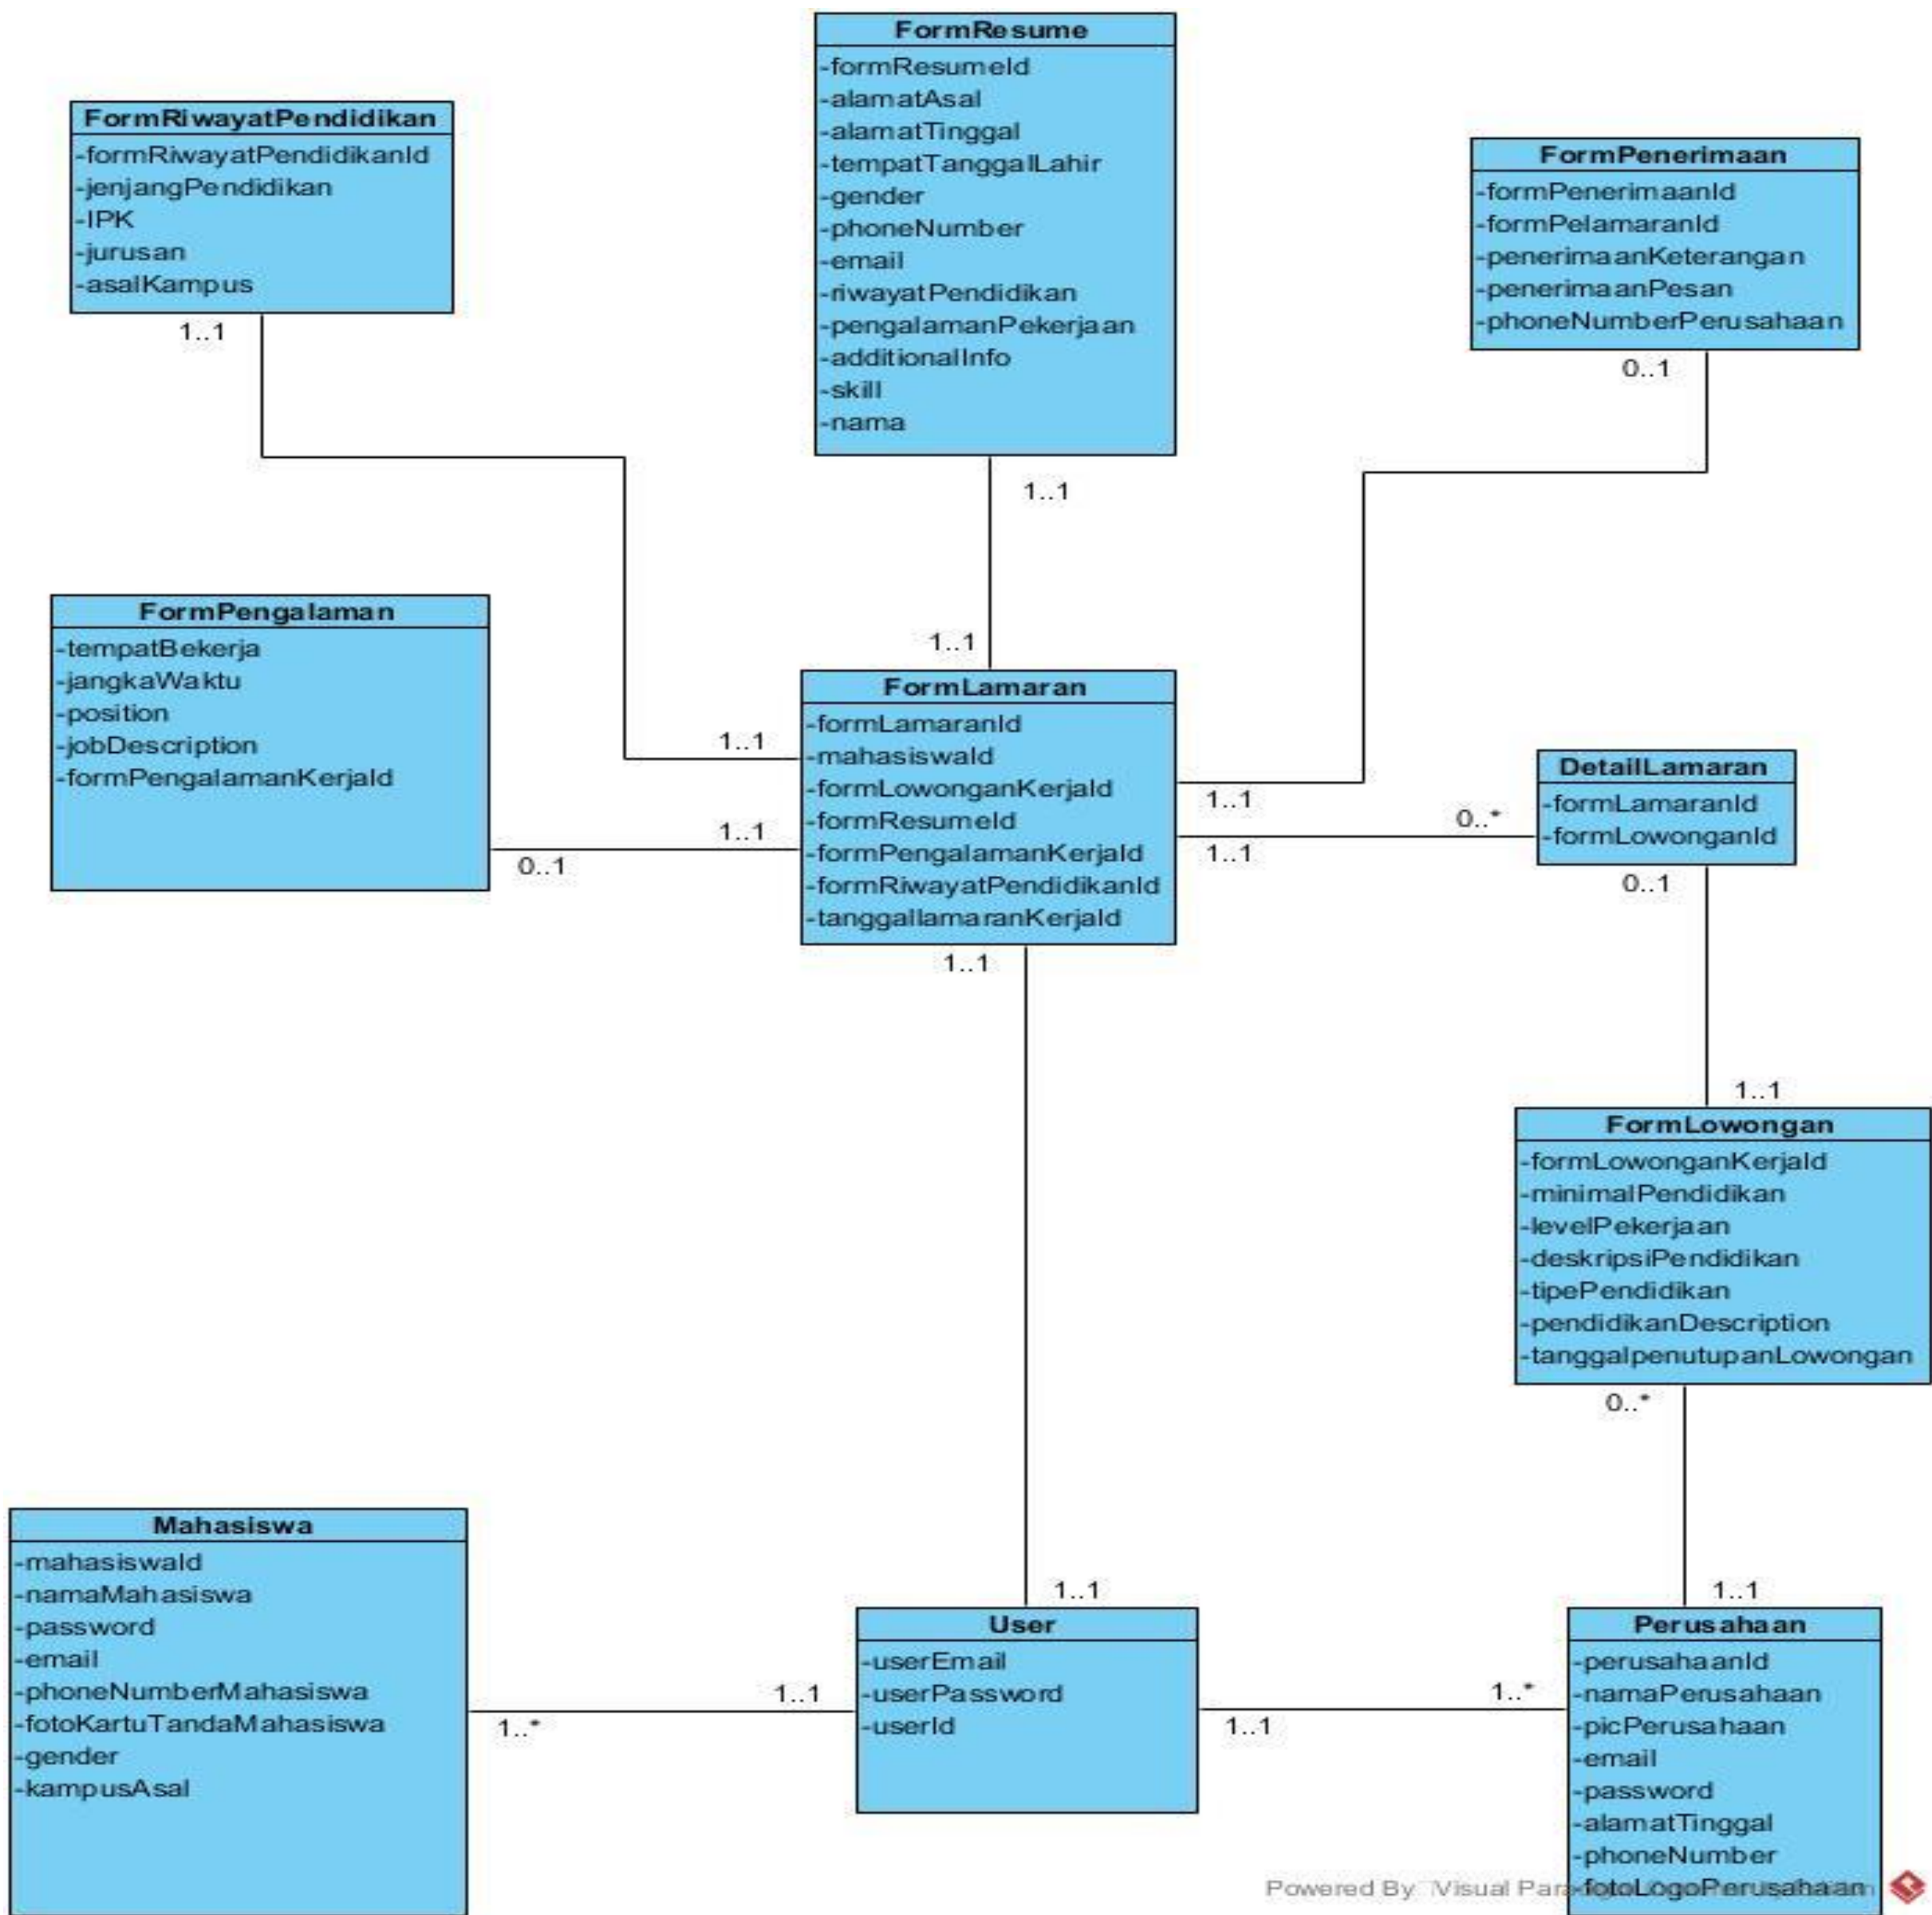 FormResume
-formResumeId
-alamatAsal
-alamatTinggal
-tempatTanggalLahir
-gender
-phoneNumber
-email
-riwayatPendidikan
-pengalamanPekerjaan
-additionalInfo
-skill
-nama
1..1
1..1
FormRiwayatPendidikan
-formRiwayatPendidikanId
-jenjangPendidikan
-IPK
-jurusan
-asalKampus
1..1
1..1
FormPenerimaan
-formPenerimaanId
-formPelamaranId
-penerimaanKeterangan
-penerimaanPesan
-phoneNumberPerusahaan
0..1
1..1
FormPengalaman
-tempatBekerja
-jangkaWaktu
-position
-jobDescription
-formPengalamanKerjaId
0..1
1..1
FormLamaran
-formLamaranId
-mahasiswaId
-formLowonganKerjaId
-formResumeId
-formPengalamanKerjaId
-formRiwayatPendidikanId
-tanggallamaranKerjaId
1..1
1..1
0..*
DetailLamaran
-formLamaranId
-formLowonganId
0..1
1..1
FormLowongan
-formLowonganKerjaId
-minimalPendidikan
-levelPekerjaan
-deskripsiPendidikan
-tipePendidikan
-pendidikanDescription
-tanggalpenutupanLowongan
0..*
1..1
Mahasiswa
-mahasiswaId
-namaMahasiswa
-password
-email
-phoneNumberMahasiswa
-fotoKartuTandaMahasiswa
-gender
-kampusAsal
1..*
1..1
1..1
User
-userEmail
-userPassword
-userId
1..1
1..*
Perusahaan
-perusahaanId
-namaPerusahaan
-picPerusahaan
-email
-password
-alamatTinggal
-phoneNumber
-fotoLogoPerusahaan
Powered By Visual